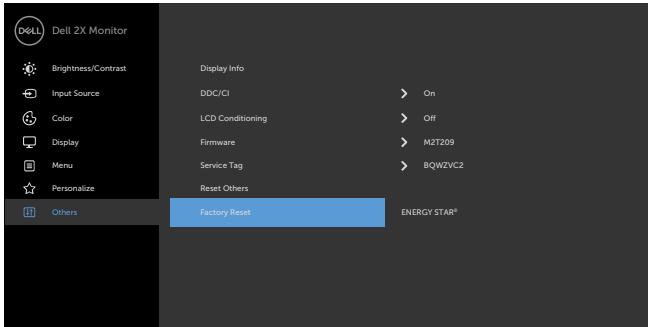 DELL Dell 2X Monitor
Brightness/Contrast
Input Source
Color
Display
Menu
Personalize
Others
Display Info
DDC/CI On
LCD Conditioning Off
Firmware M2T209
Service Tag BQWZVC2
Reset Others
Factory Reset ENERGY STAR®